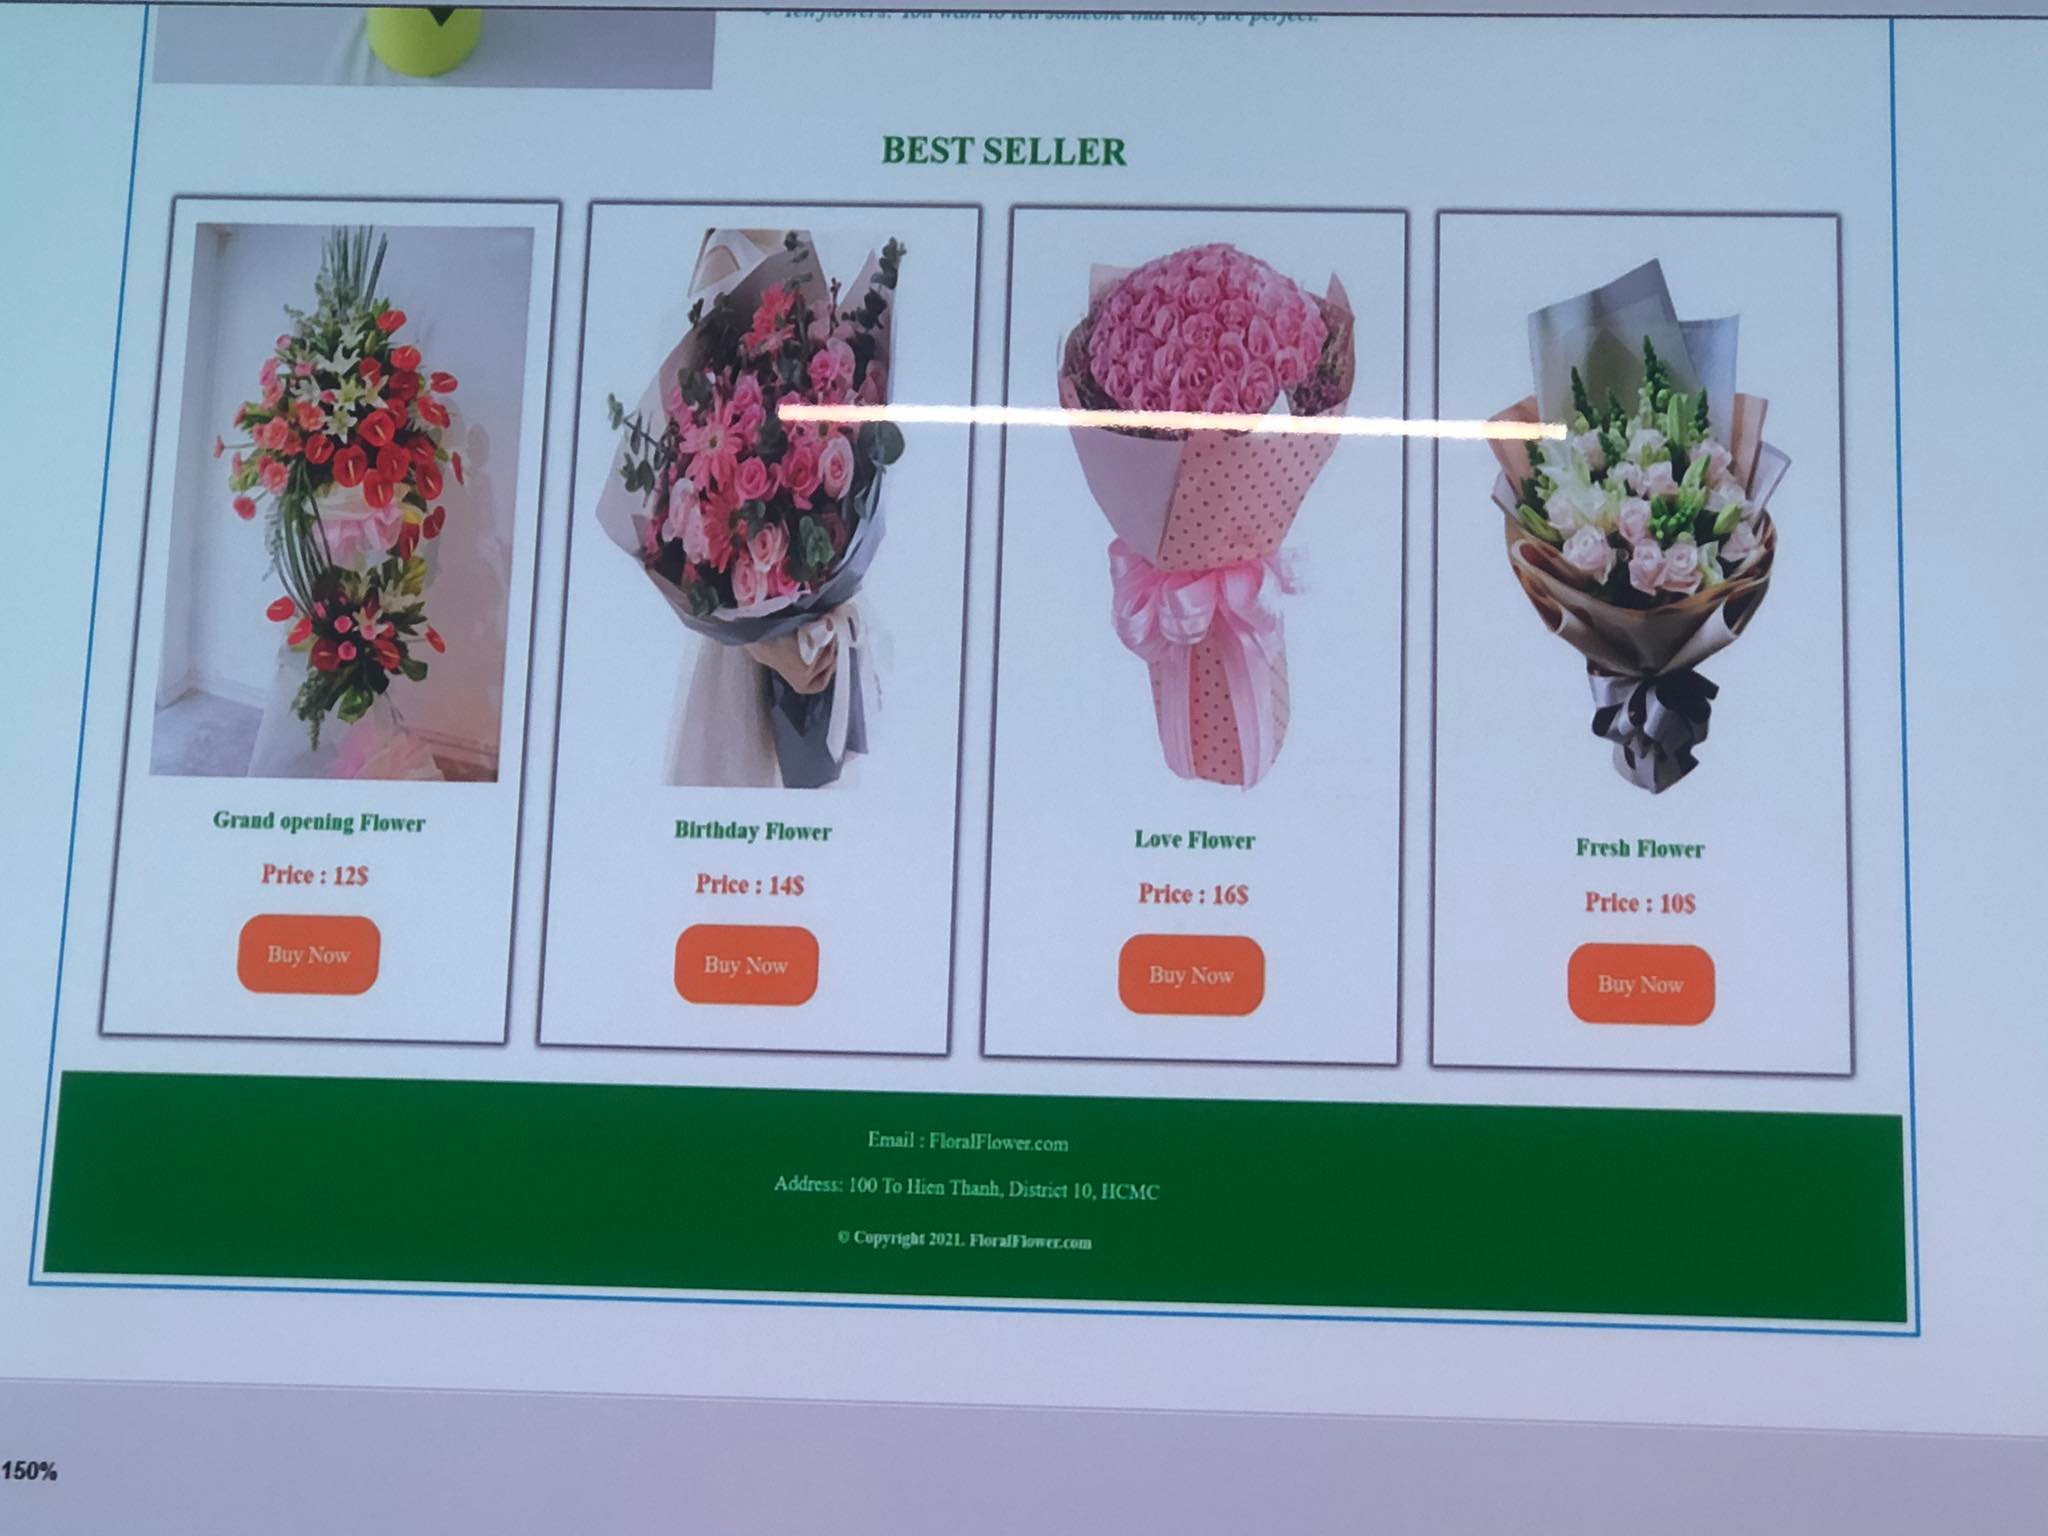 Ten flowers: You want to tell someone that they are perfect.
BEST SELLER
Grand opening Flower
Price : 12$
Buy Now
Birthday Flower
Price : 14$
Buy Now
Love Flower
Price : 16$
Buy Now
Fresh Flower
Price : 10$
Buy Now
Email : FloralFlower.com
Address: 100 To Hien Thanh, District 10, HCMC
© Copyright 2021. FloralFlower.com
150%